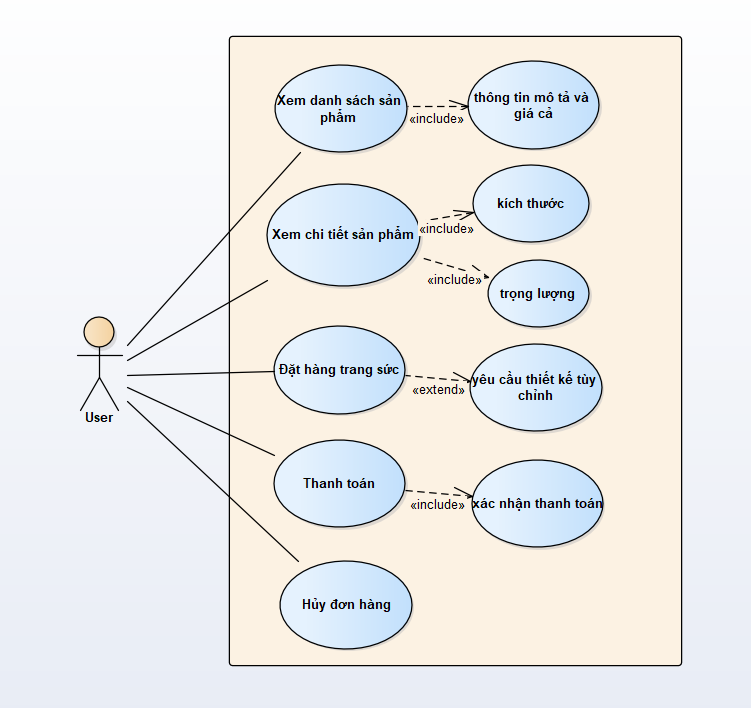 Xem danh sách sản
phẩm
«include»
thông tin mô tả và
giá cả
Xem chi tiết sản phẩm
«include»
kích thước
«include»
trọng lượng
Đặt hàng trang sức
«extend»
yêu cầu thiết kế tùy
chỉnh
User
Thanh toán
«include»
xác nhận thanh toán
Hủy đơn hàng